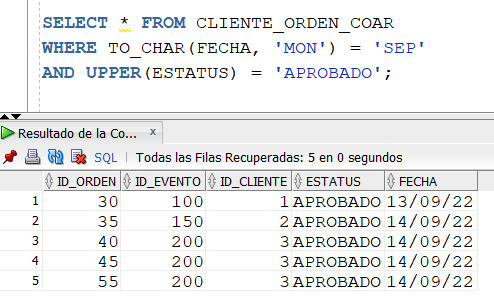 SELECT * FROM CLIENTE_ORDEN_COAR
WHERE TO_CHAR(FECHA, 'MON') = 'SEP'
AND UPPER(ESTATUS) = 'APROBADO';
Resultado de la Co... x
SQL | Todas las Filas Recuperadas: 5 en 0 segundos
ID_ORDEN ID_EVENTO ID_CLIENTE ESTATUS FECHA
1 30 100 1 APROBADO 13/09/22
2 35 150 2 APROBADO 14/09/22
3 40 200 3 APROBADO 14/09/22
4 45 200 3 APROBADO 14/09/22
5 55 200 3 APROBADO 14/09/22